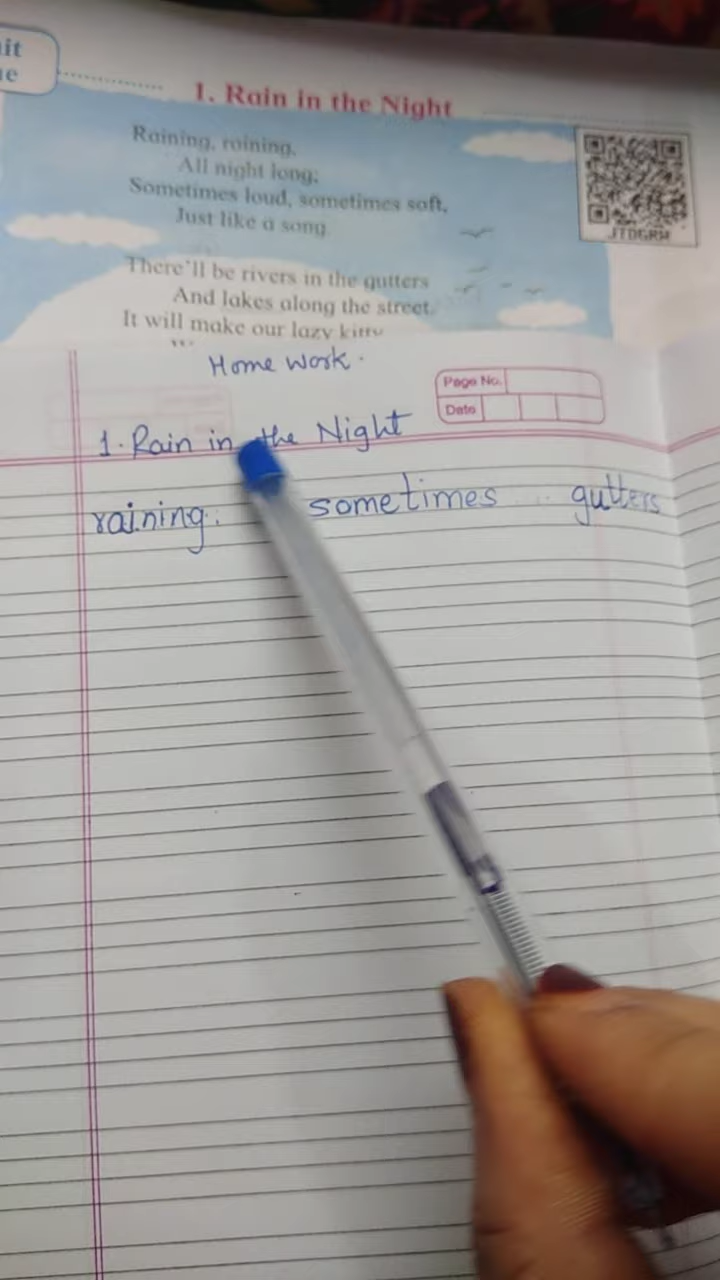 it
e
1. Rain in the Night
Raining, raining,
All night long;
Sometimes loud, sometimes soft,
Just like a song
There'll be rivers in the gutters
And lakes along the street.
It will make our lazy kitty
JTDGRH
Home Work.
Page No.
Date
1. Rain in the Night
raining. sometimes gutters